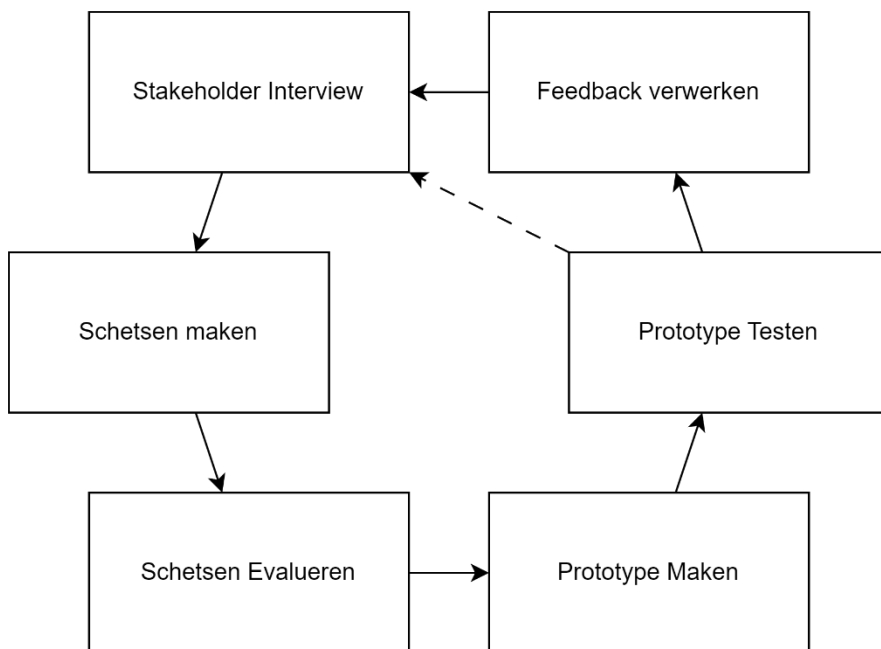 Stakeholder Interview
Feedback verwerken
Schetsen maken
Prototype Testen
Schetsen Evalueren
Prototype Maken